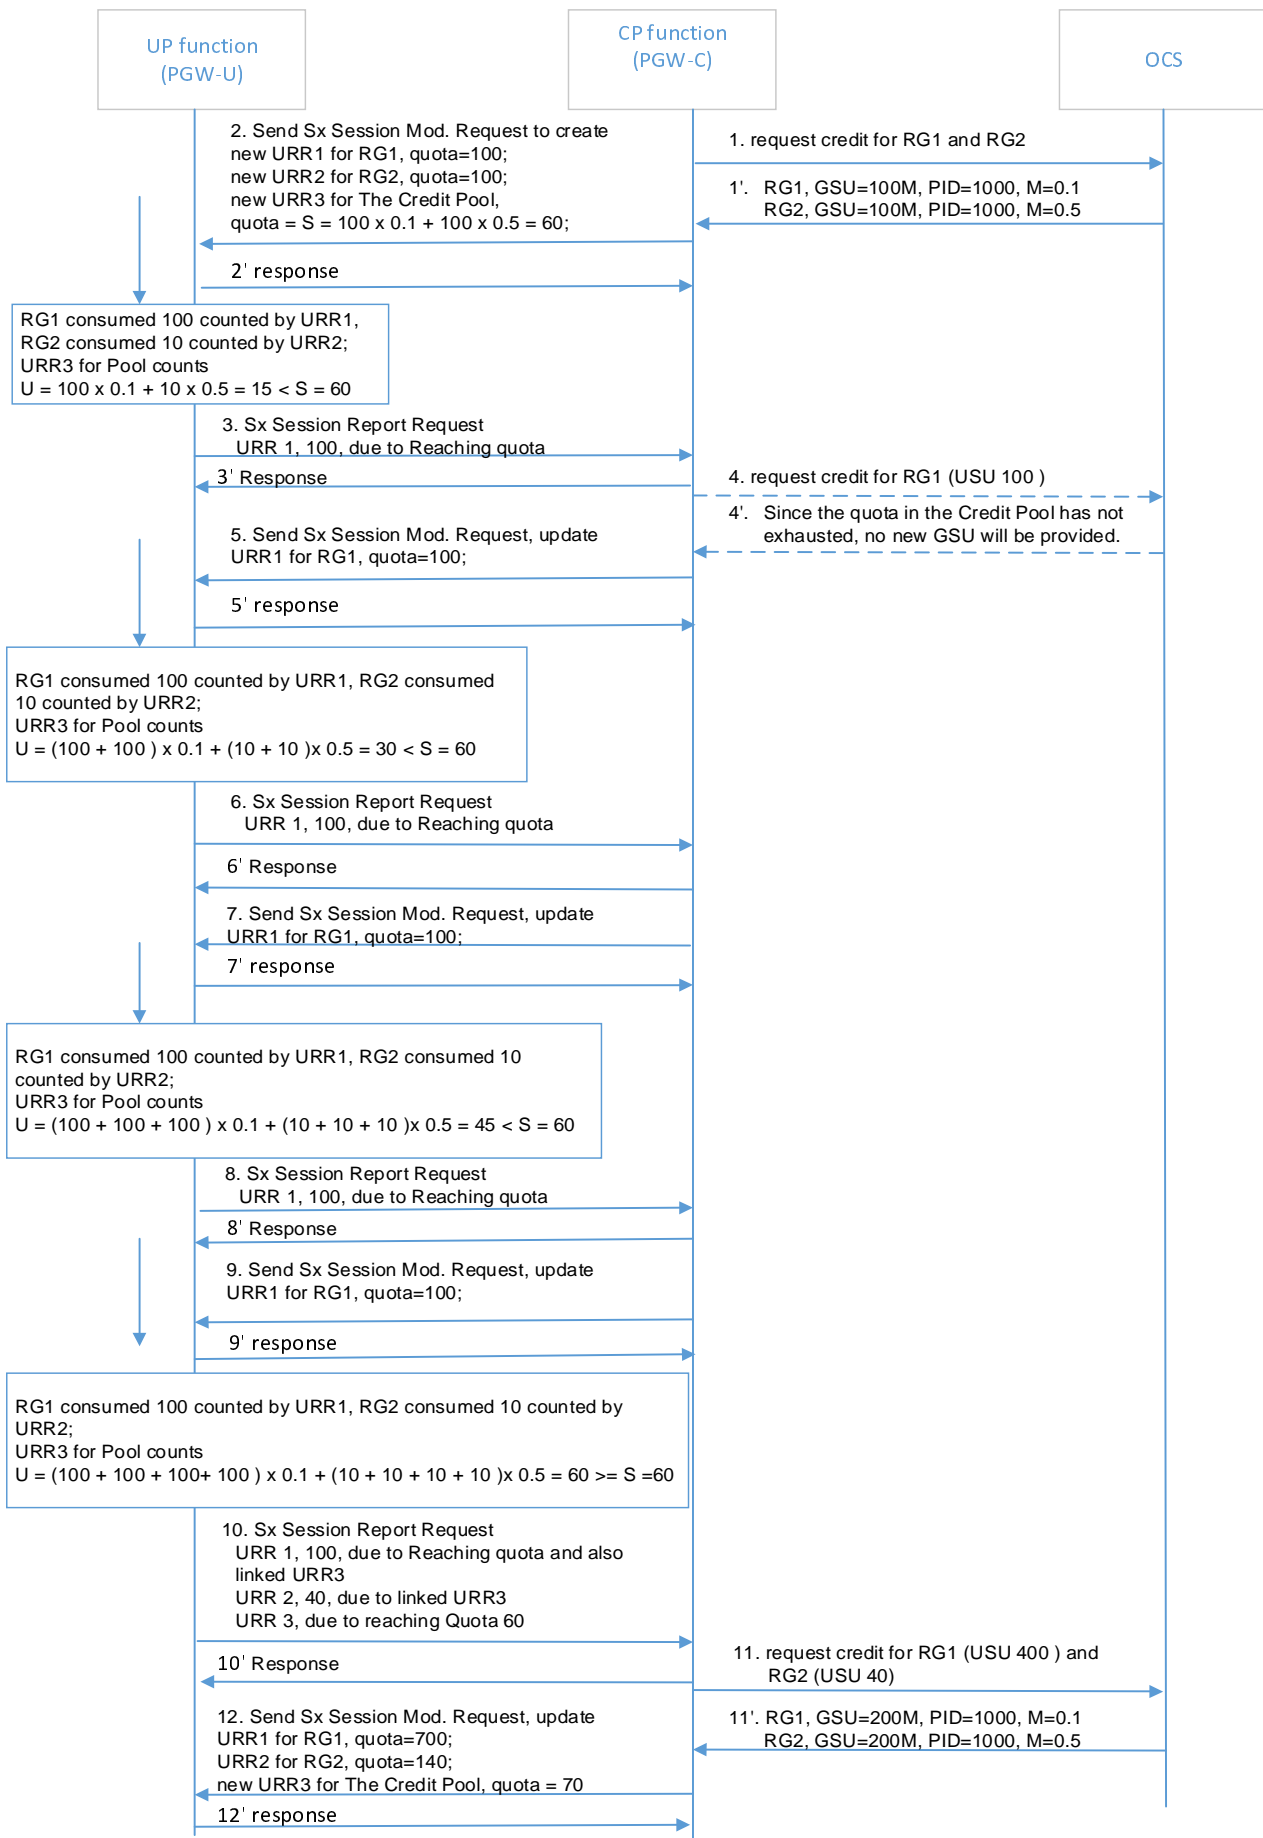 UP function
(PGW-U)
CP function
(PGW-C)
OCS
2. Send Sx Session Mod. Request to create
new URR1 for RG1, quota=100;
new URR2 for RG2, quota=100;
new URR3 for The Credit Pool,
quota = S = 100 x 0.1 + 100 x 0.5 = 60;
1. request credit for RG1 and RG2
1'. RG1, GSU=100M, PID=1000, M=0.1
RG2, GSU=100M, PID=1000, M=0.5
2' response
RG1 consumed 100 counted by URR1,
RG2 consumed 10 counted by URR2;
URR3 for Pool counts
U = 100 x 0.1 + 10 x 0.5 = 15 < S = 60
3. Sx Session Report Request
URR 1, 100, due to Reaching quota
3' Response
4. request credit for RG1 (USU 100 )
4'. Since the quota in the Credit Pool has not
exhausted, no new GSU will be provided.
5. Send Sx Session Mod. Request, update
URR1 for RG1, quota=100;
5' response
RG1 consumed 100 counted by URR1, RG2 consumed
10 counted by URR2;
URR3 for Pool counts
U = (100 + 100 ) x 0.1 + (10 + 10 )x 0.5 = 30 < S = 60
6. Sx Session Report Request
URR 1, 100, due to Reaching quota
6' Response
7. Send Sx Session Mod. Request, update
URR1 for RG1, quota=100;
7' response
RG1 consumed 100 counted by URR1, RG2 consumed 10
counted by URR2;
URR3 for Pool counts
U = (100 + 100 + 100 ) x 0.1 + (10 + 10 + 10 )x 0.5 = 45 < S = 60
8. Sx Session Report Request
URR 1, 100, due to Reaching quota
8' Response
9. Send Sx Session Mod. Request, update
URR1 for RG1, quota=100;
9' response
RG1 consumed 100 counted by URR1, RG2 consumed 10 counted by
URR2;
URR3 for Pool counts
U = (100 + 100 + 100+ 100 ) x 0.1 + (10 + 10 + 10 + 10 )x 0.5 = 60 >= S =60
10. Sx Session Report Request
URR 1, 100, due to Reaching quota and also
linked URR3
URR 2, 40, due to linked URR3
URR 3, due to reaching Quota 60
10' Response
11. request credit for RG1 (USU 400 ) and
RG2 (USU 40)
12. Send Sx Session Mod. Request, update
URR1 for RG1, quota=700;
URR2 for RG2, quota=140;
new URR3 for The Credit Pool, quota = 70
11'. RG1, GSU=200M, PID=1000, M=0.1
RG2, GSU=200M, PID=1000, M=0.5
12' response